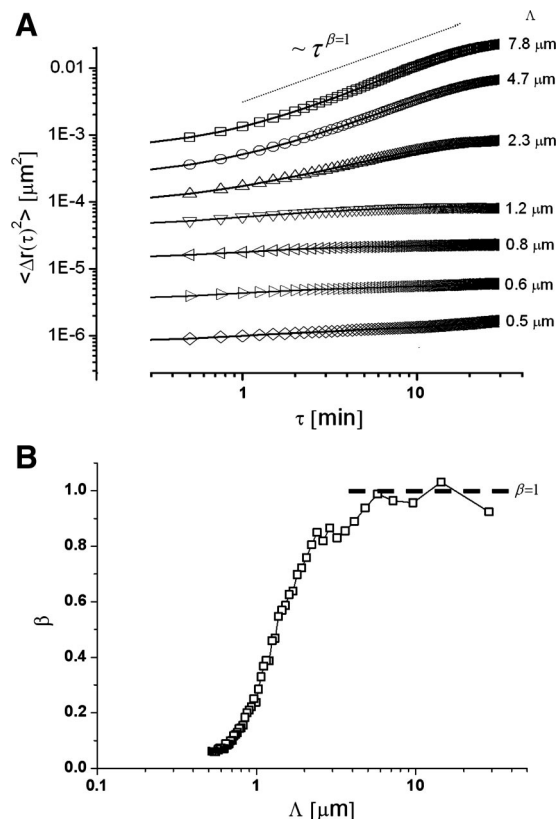 A
~ τ^β=1
Λ
7.8 μm
4.7 μm
2.3 μm
1.2 μm
0.8 μm
0.6 μm
0.5 μm
0.01
1E-3
1E-4
1E-5
1E-6
<Δr(τ)²> [μm²]
1 10
τ [min]
B
β=1
1.0
0.8
0.6
0.4
0.2
0.0
β
0.1 1 10
Λ [μm]